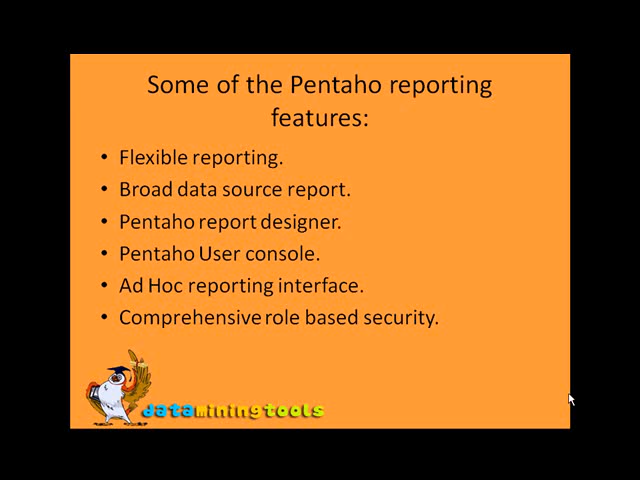 Some of the Pentaho reporting
features:
• Flexible reporting.
• Broad data source report.
• Pentaho report designer.
• Pentaho User console.
• Ad Hoc reporting interface.
• Comprehensive role based security.
dataminingtools